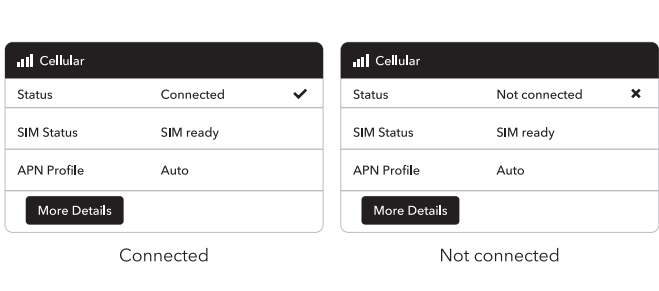 Cellular
Status Connected
SIM Status SIM ready
APN Profile Auto
More Details
Connected
Cellular
Status Not connected
SIM Status SIM ready
APN Profile Auto
More Details
Not connected